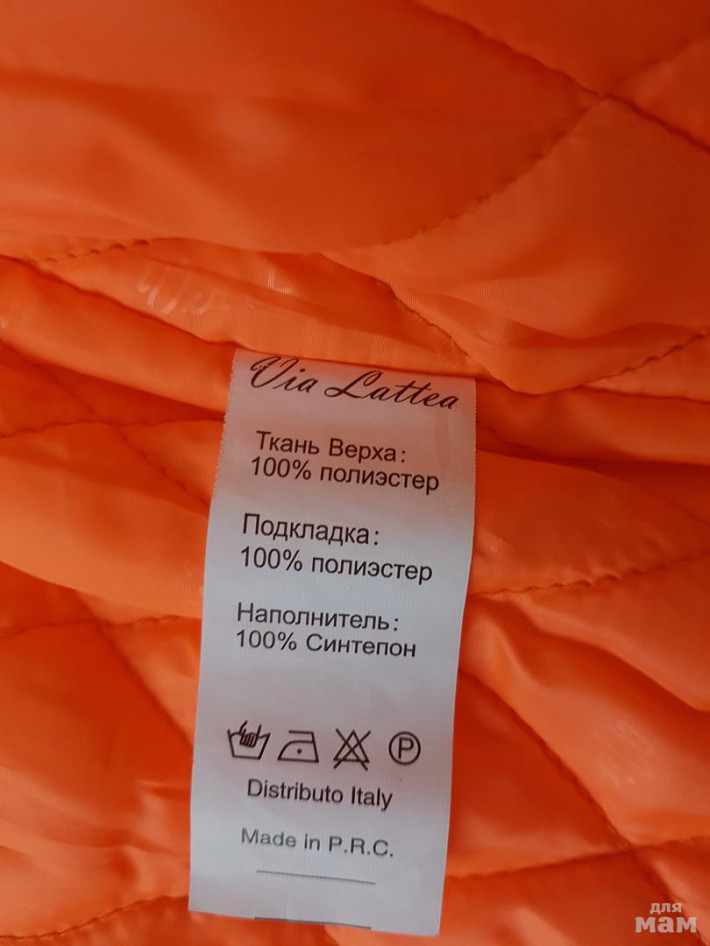 Via Lattea
Ткань Верха:
100% полиэстер
Подкладка:
100% полиэстер
Наполнитель:
100% Синтепон
P
Distributo Italy
Made in P.R.C.
для
мам